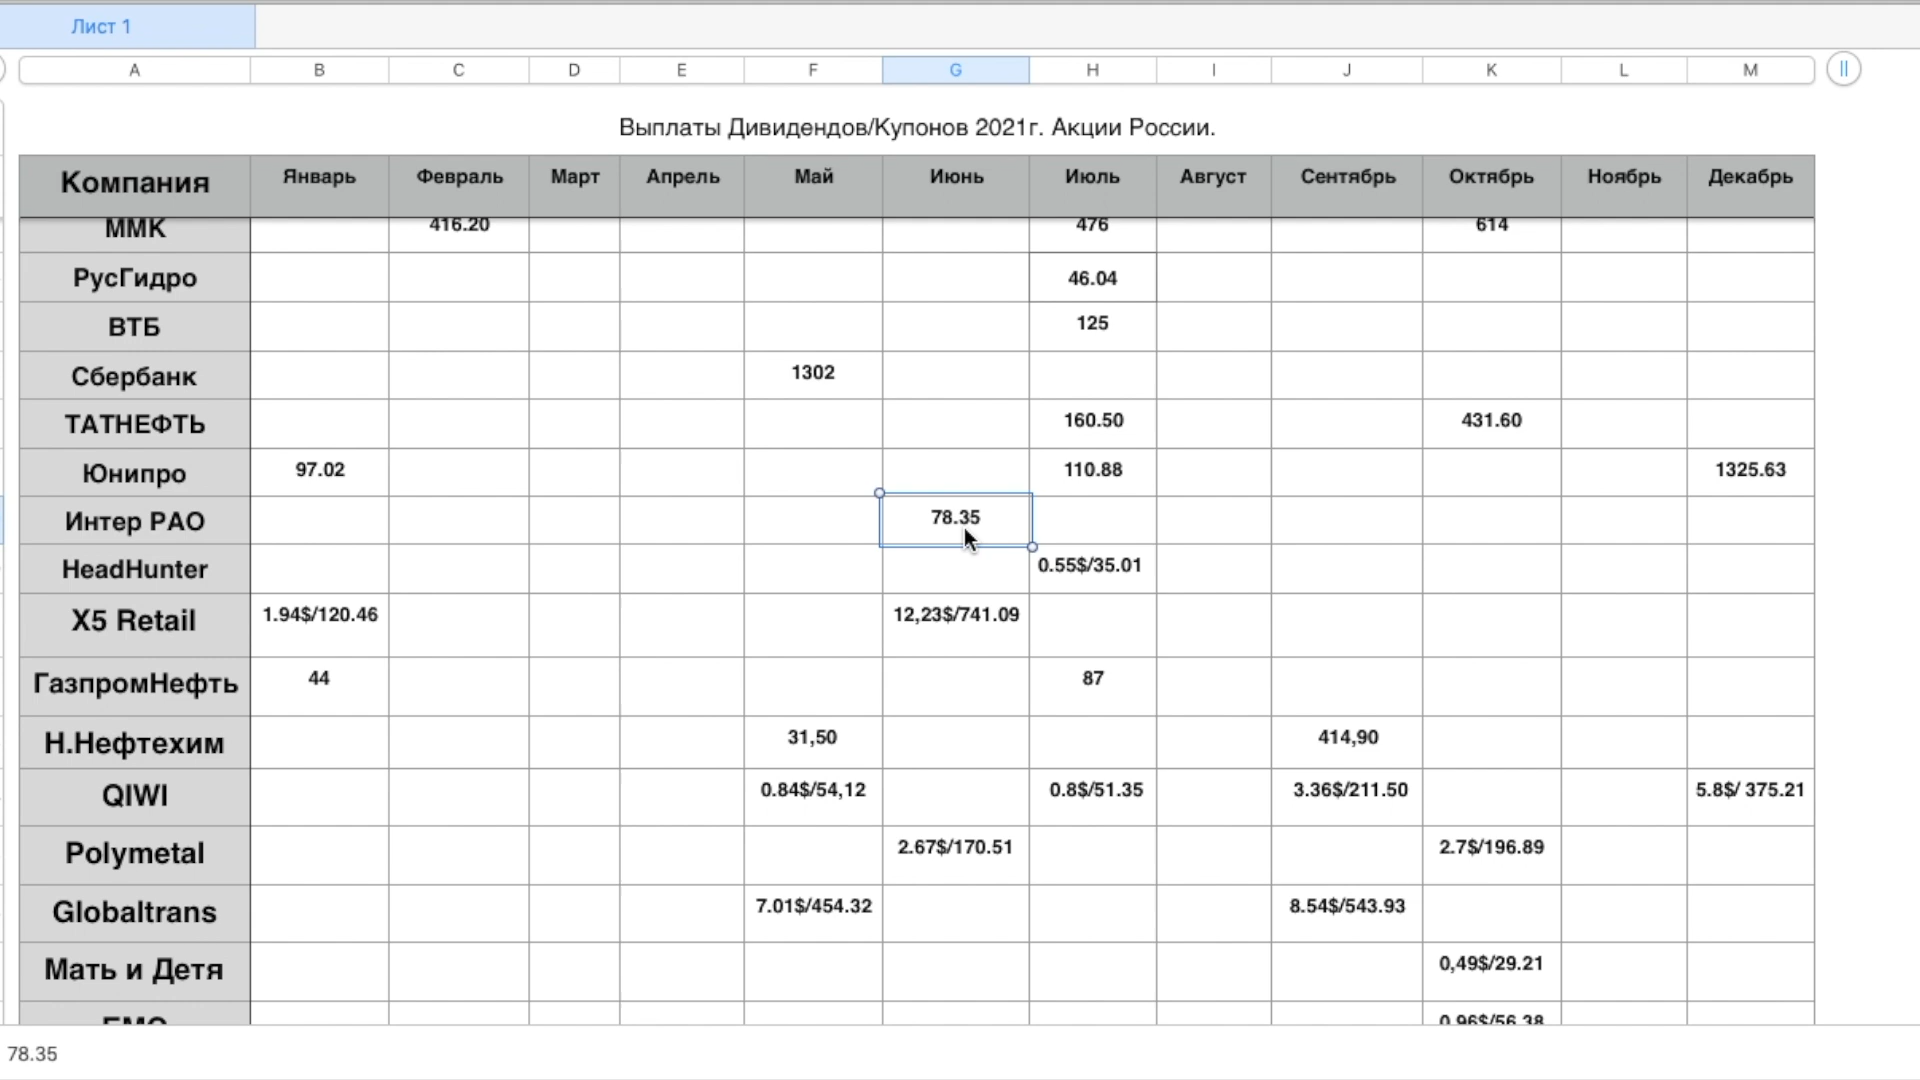 Лист 1
A B C D E F G H I J K L M
Выплаты Дивидендов/Купонов 2021г. Акции России.
Компания Январь Февраль Март Апрель Май Июнь Июль Август Сентябрь Октябрь Ноябрь Декабрь
ММК 416.20 476 614
РусГидро 46.04
ВТБ 125
Сбербанк 1302
ТАТНЕФТЬ 160.50 431.60
Юнипро 97.02 110.88 1325.63
Интер РАО 78.35
HeadHunter 0.55$/35.01
X5 Retail 1.94$/120.46 12,23$/741.09
ГазпромНефть 44 87
Н.Нефтехим 31,50 414,90
QIWI 0.84$/54,12 0.8$/51.35 3.36$/211.50 5.8$/ 375.21
Polymetal 2.67$/170.51 2.7$/196.89
Globaltrans 7.01$/454.32 8.54$/543.93
Мать и Детя 0,49$/29.21
0.96$/56.38
78.35